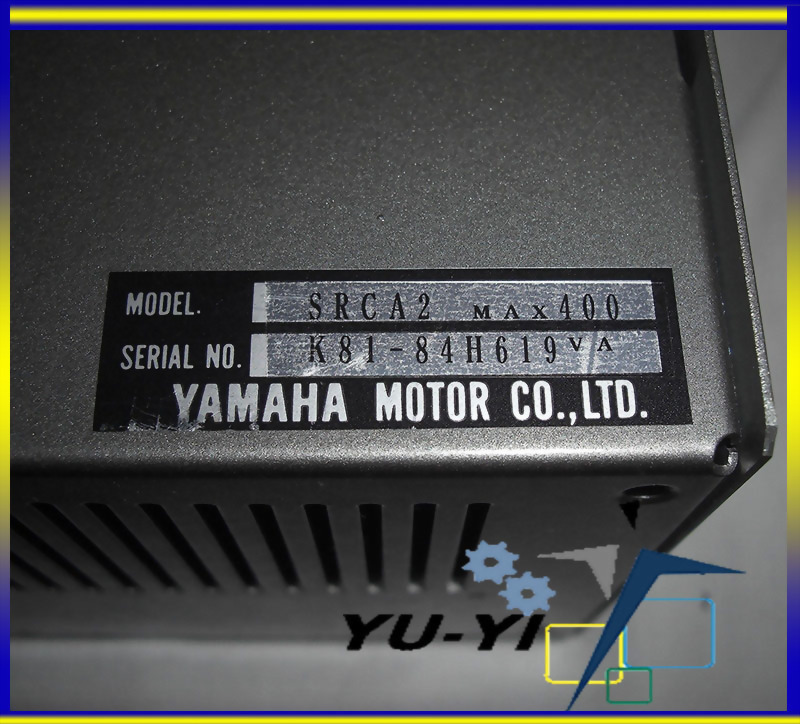 MODEL. SRCA2 MAX400
SERIAL NO. K81-84H619VA
YAMAHA MOTOR CO.,LTD.
YU-YI